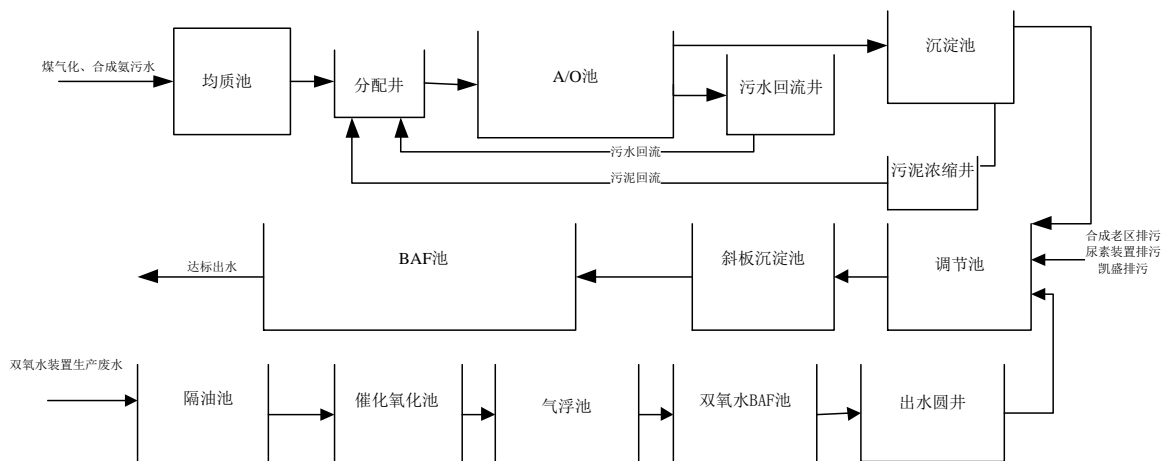 煤气化、合成氨污水
均质池
分配井
A/O池
污水回流井
沉淀池
污水回流
污泥回流
污泥浓缩井
达标出水
BAF池
斜板沉淀池
调节池
合成老区排污
尿素装置排污
凯盛排污
双氧水装置生产废水
隔油池
催化氧化池
气浮池
双氧水BAF池
出水圆井